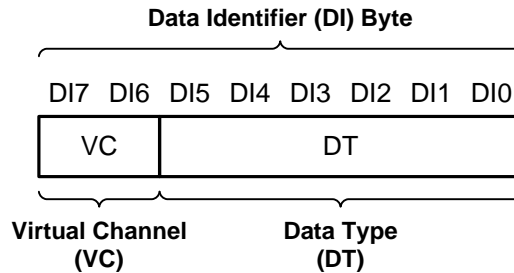 Data Identifier (DI) Byte
DI7 DI6 DI5 DI4 DI3 DI2 DI1 DI0
VC DT
Virtual Channel Data Type
(VC) (DT)